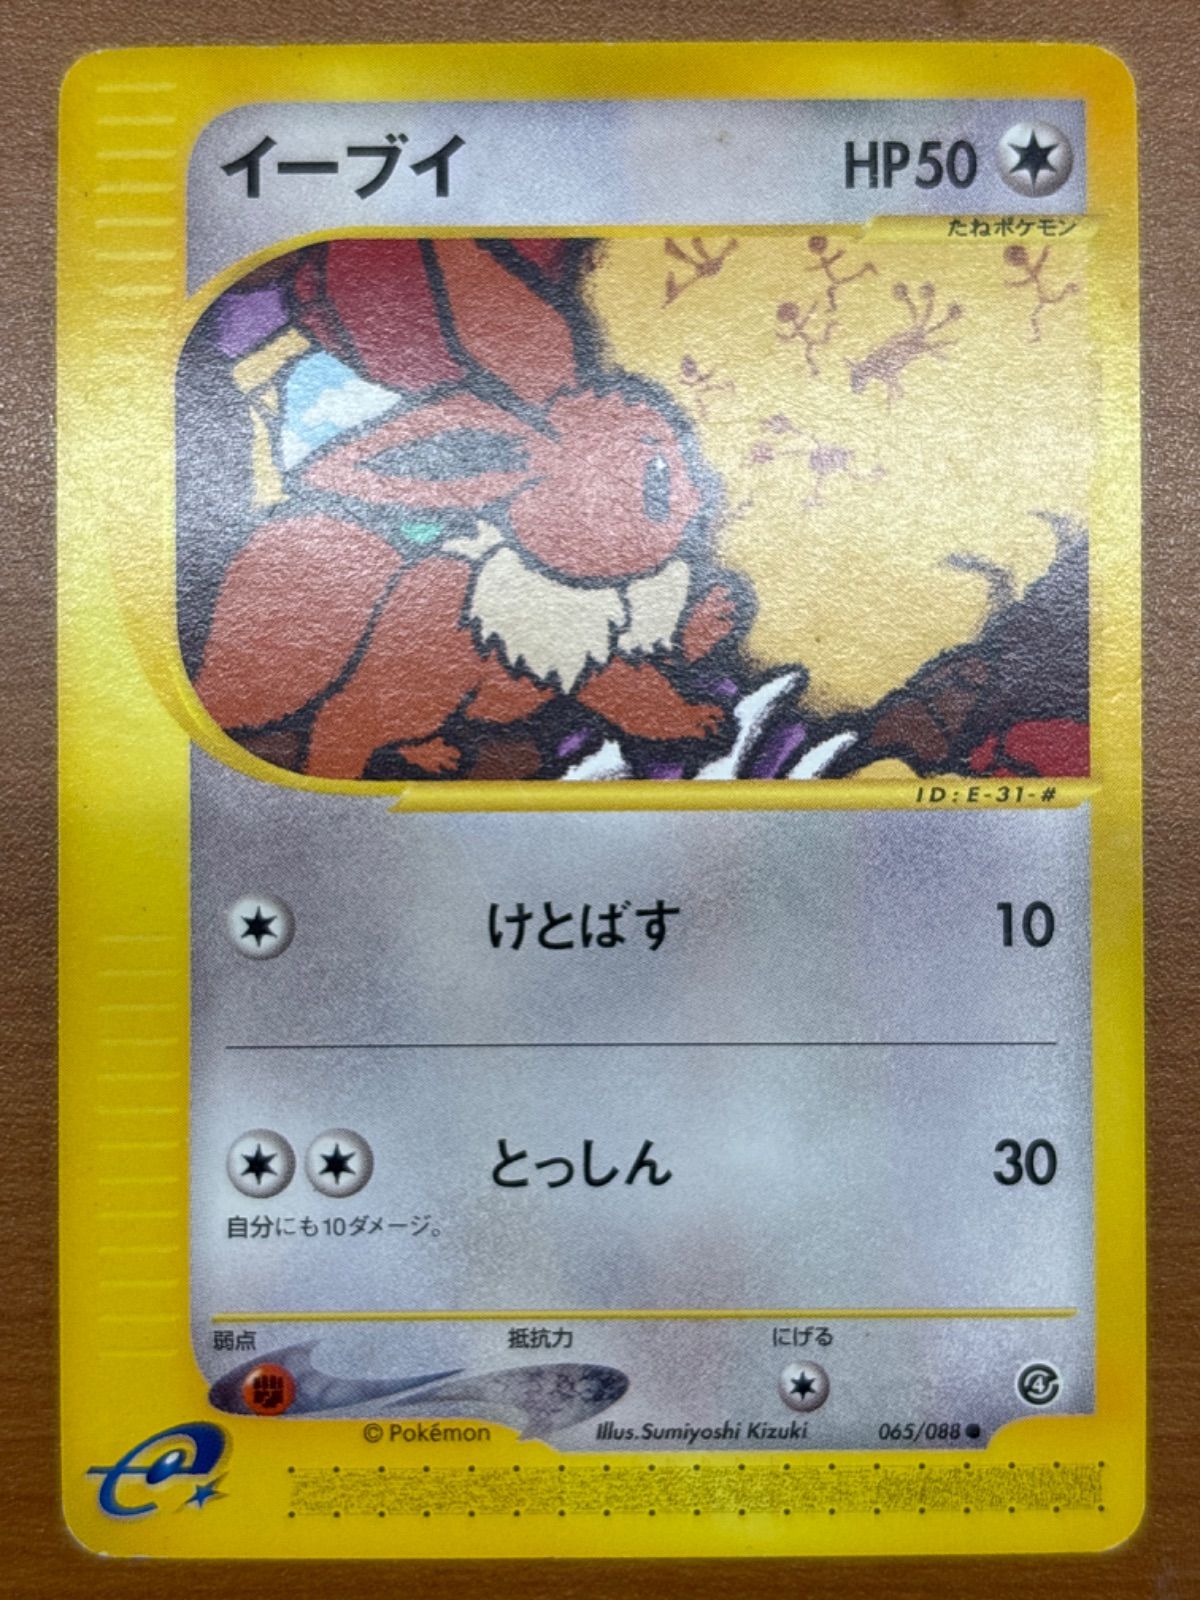 イーブイ HP50
たねポケモン
ID:E-31-#
けとばす 10
とっしん 30
自分にも10ダメージ。
弱点 抵抗力 にげる
© Pokémon Illus.Sumiyoshi Kizuki 065/088 ●